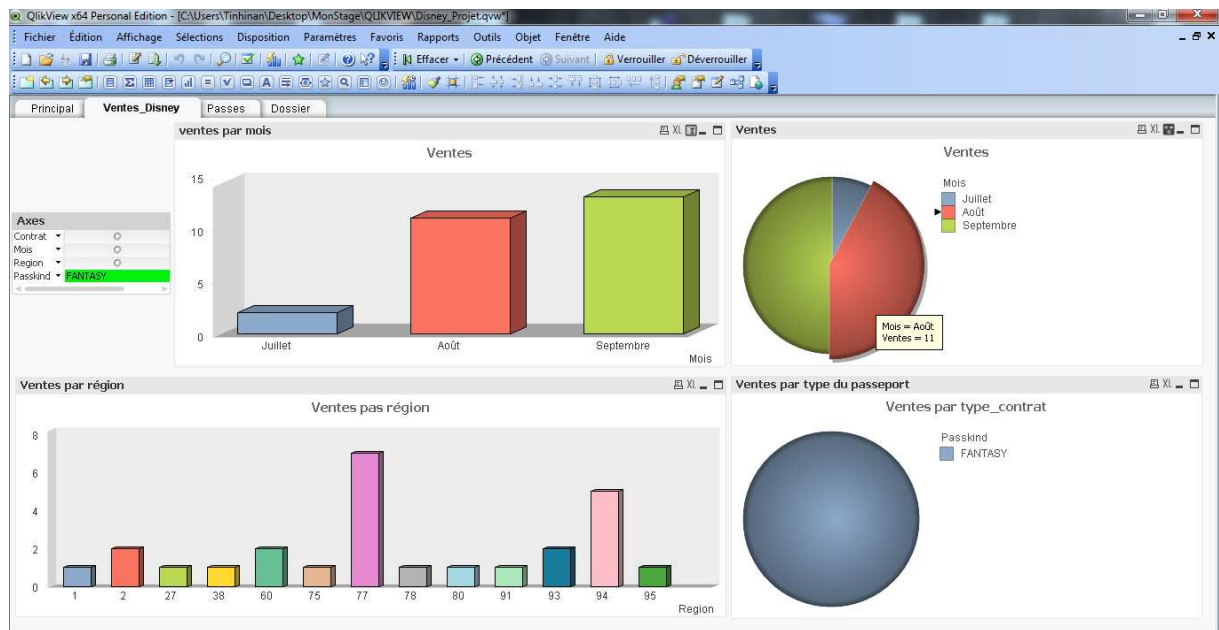 QlikView x64 Personal Edition - [C:\Users\Tinhinan\Desktop\MonStage\QLIKVIEW\Disney_Projet.qvw*]
Fichier Édition Affichage Sélections Disposition Paramètres Favoris Rapports Outils Objet Fenêtre Aide
Effacer Précédent Suivant Verrouiller Déverrouiller
Principal Ventes_Disney Passes Dossier
Axes
Contrat
Mois
Region
Passkind FANTASY
ventes par mois XL
Ventes
15
10
5
0
Juillet Août Septembre
Mois
Ventes XL
Ventes
Mois
Juillet
Août
Septembre
Mois = Août
Ventes = 11
Ventes par région XL
Ventes pas région
8
6
4
2
0
1 2 27 38 60 75 77 78 80 91 93 94 95
Region
Ventes par type du passeport XL
Ventes par type_contrat
Passkind
FANTASY